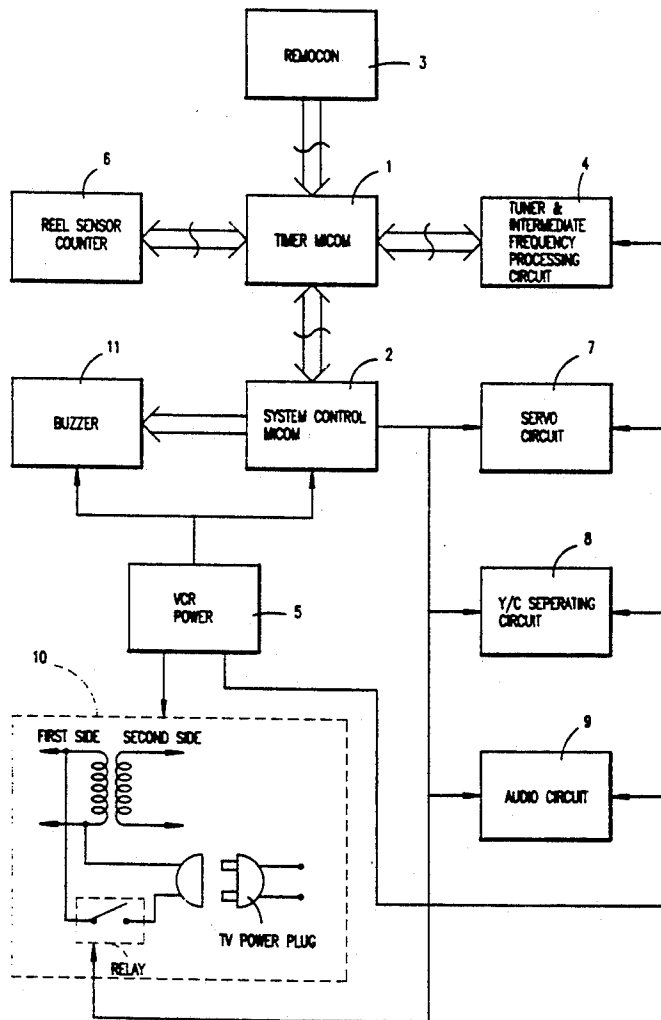 REMOCON
3
6
REEL SENSOR
COUNTER
1
TIMER MICOM
4
TUNER &
INTERMEDIATE
FREQUENCY
PROCESSING
CIRCUIT
11
BUZZER
2
SYSTEM CONTROL
MICOM
7
SERVO
CIRCUIT
VCR
POWER
5
8
Y/C SEPERATING
CIRCUIT
10
FIRST SIDE
SECOND SIDE
9
AUDIO CIRCUIT
TV POWER PLUG
RELAY